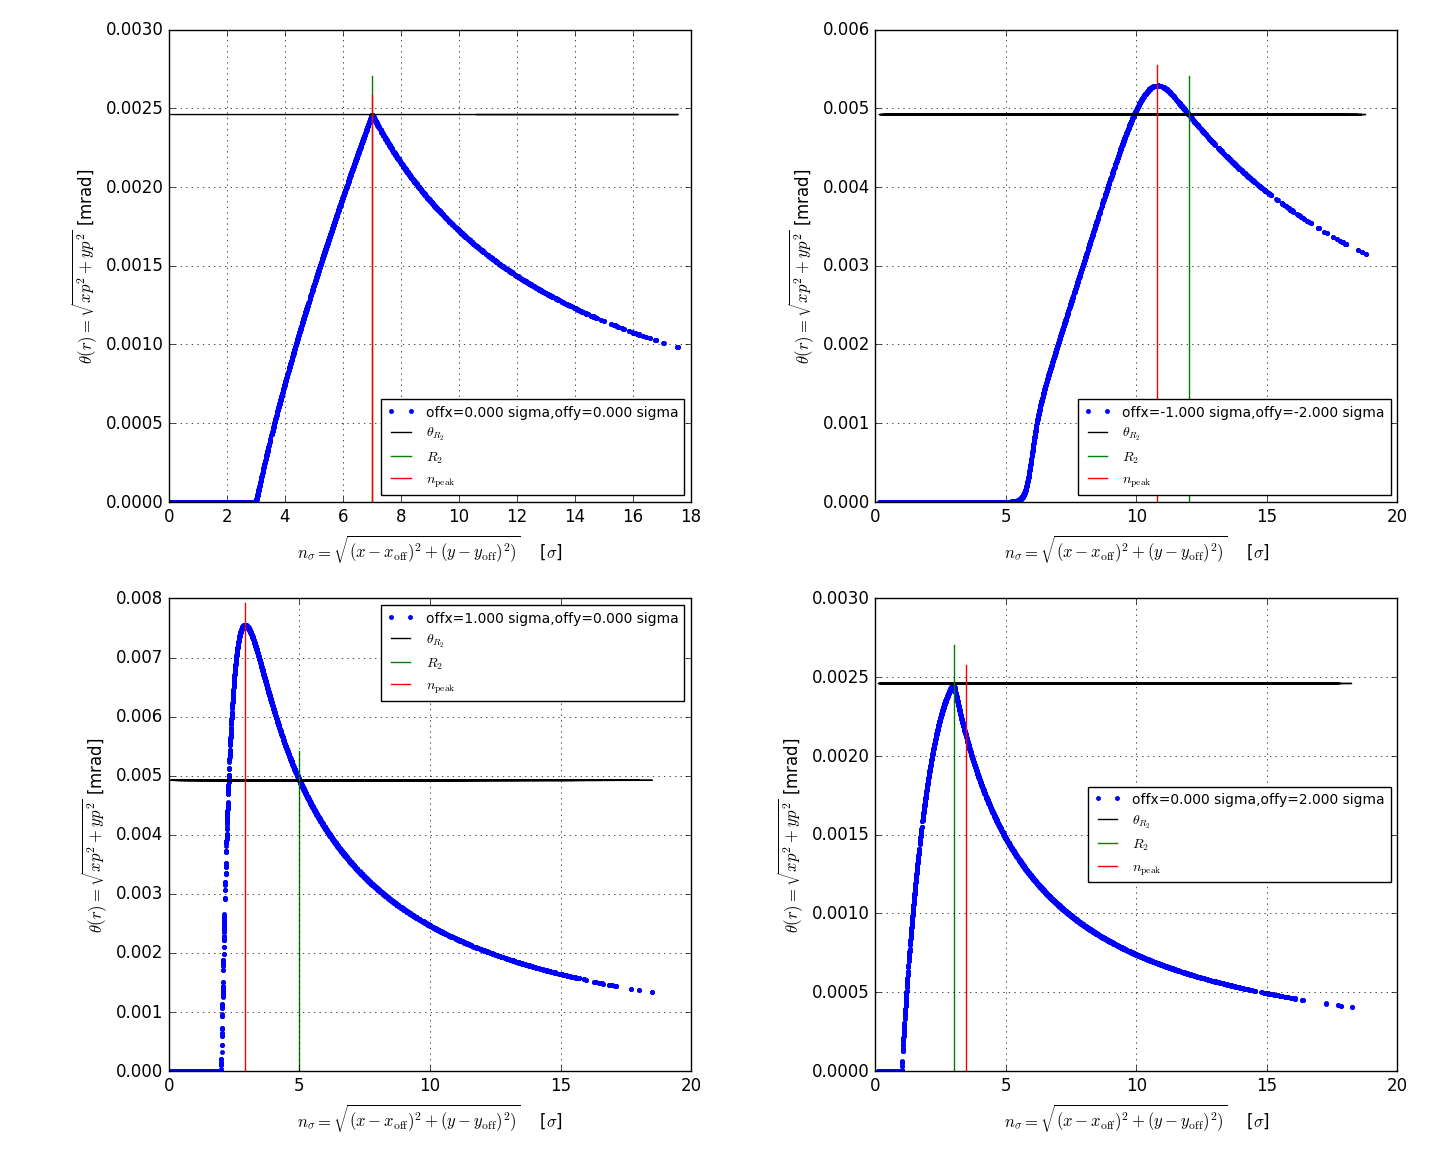 0.0030
0.0025
0.0020
0.0015
0.0010
0.0005
0.0000
θ(r) = √(xp² + yp²) [mrad]
offx=0.000 sigma,offy=0.000 sigma
θ_{R₂}
R₂
n_peak
0 2 4 6 8 10 12 14 16 18
n_σ = √((x − x_off)² + (y − y_off)²) [σ]
0.006
0.005
0.004
0.003
0.002
0.001
0.000
θ(r) = √(xp² + yp²) [mrad]
offx=-1.000 sigma,offy=-2.000 sigma
θ_{R₂}
R₂
n_peak
0 5 10 15 20
n_σ = √((x − x_off)² + (y − y_off)²) [σ]
0.008
0.007
0.006
0.005
0.004
0.003
0.002
0.001
0.000
θ(r) = √(xp² + yp²) [mrad]
offx=1.000 sigma,offy=0.000 sigma
θ_{R₂}
R₂
n_peak
0 5 10 15 20
n_σ = √((x − x_off)² + (y − y_off)²) [σ]
0.0030
0.0025
0.0020
0.0015
0.0010
0.0005
0.0000
θ(r) = √(xp² + yp²) [mrad]
offx=0.000 sigma,offy=2.000 sigma
θ_{R₂}
R₂
n_peak
0 5 10 15 20
n_σ = √((x − x_off)² + (y − y_off)²) [σ]